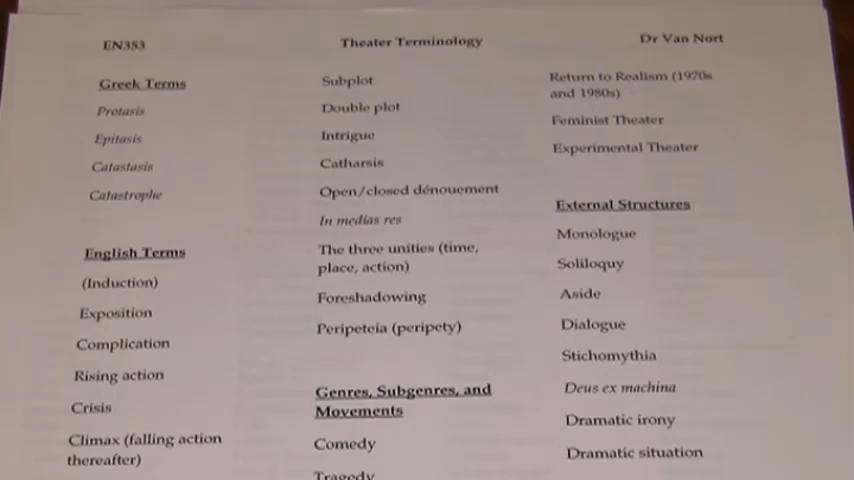 EN353
Theater Terminology
Dr Van Nort
Greek Terms
Protasis
Epitasis
Catastasis
Catastrophe
English Terms
(Induction)
Exposition
Complication
Rising action
Crisis
Climax (falling action
thereafter)
Subplot
Double plot
Intrigue
Catharsis
Open/closed dénouement
In medias res
The three unities (time,
place, action)
Foreshadowing
Peripeteia (peripety)
Genres, Subgenres, and
Movements
Comedy
Tragedy
Return to Realism (1970s
and 1980s)
Feminist Theater
Experimental Theater
External Structures
Monologue
Soliloquy
Aside
Dialogue
Stichomythia
Deus ex machina
Dramatic irony
Dramatic situation